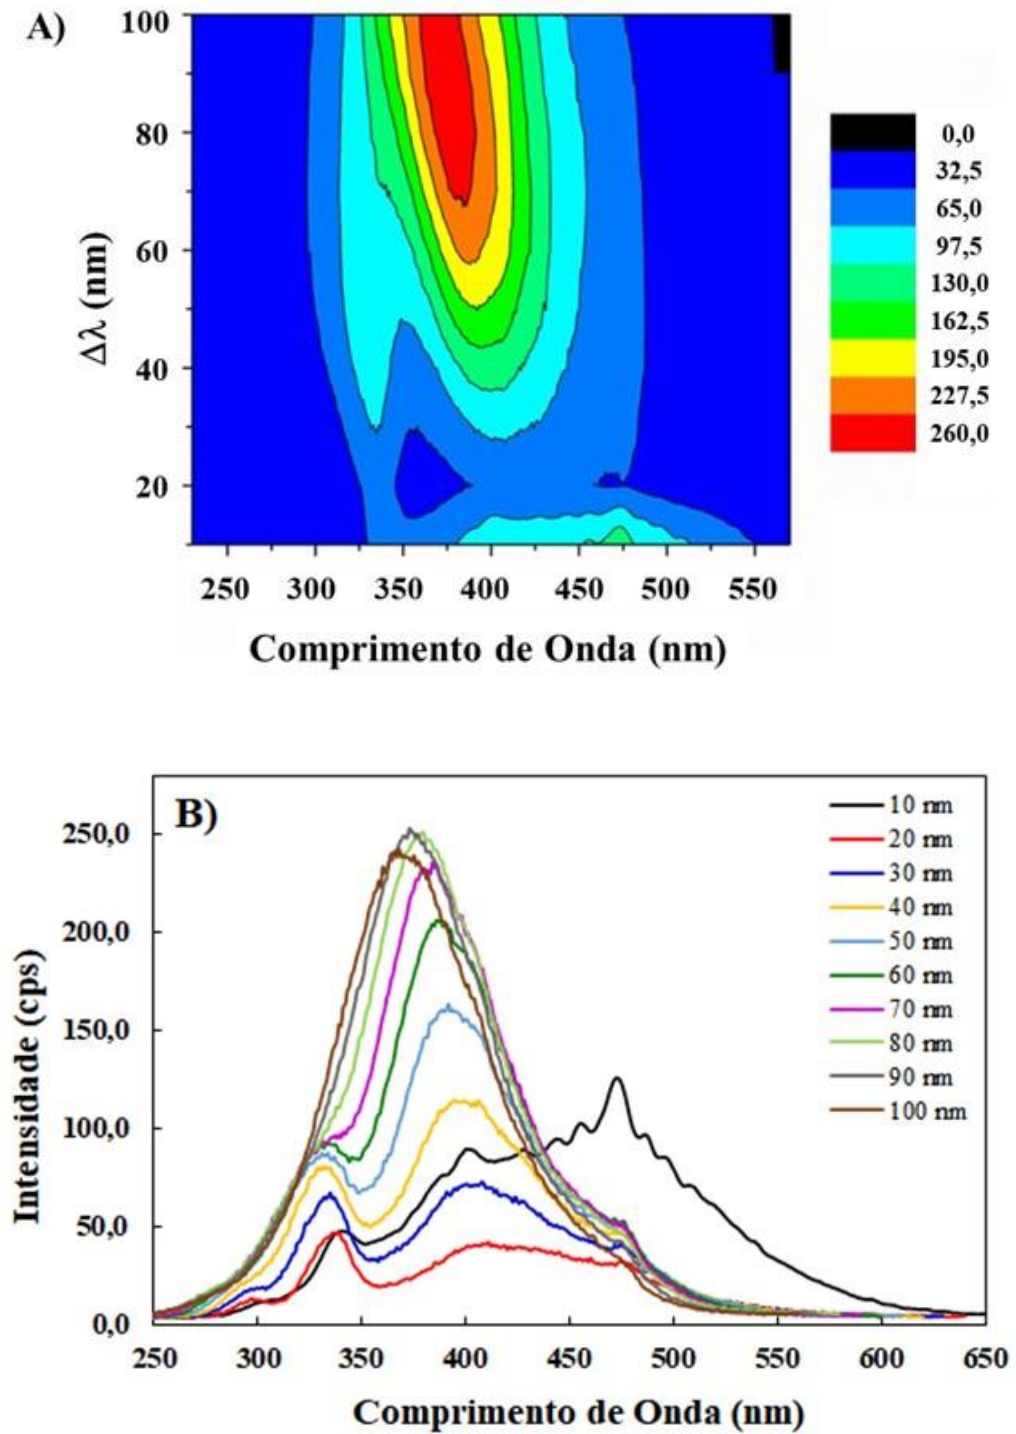 A)
100
80
60
40
20
Δλ (nm)
250 300 350 400 450 500 550
Comprimento de Onda (nm)
0,0
32,5
65,0
97,5
130,0
162,5
195,0
227,5
260,0
B)
250,0
200,0
150,0
100,0
50,0
0,0
Intensidade (cps)
10 nm
20 nm
30 nm
40 nm
50 nm
60 nm
70 nm
80 nm
90 nm
100 nm
250 300 350 400 450 500 550 600 650
Comprimento de Onda (nm)